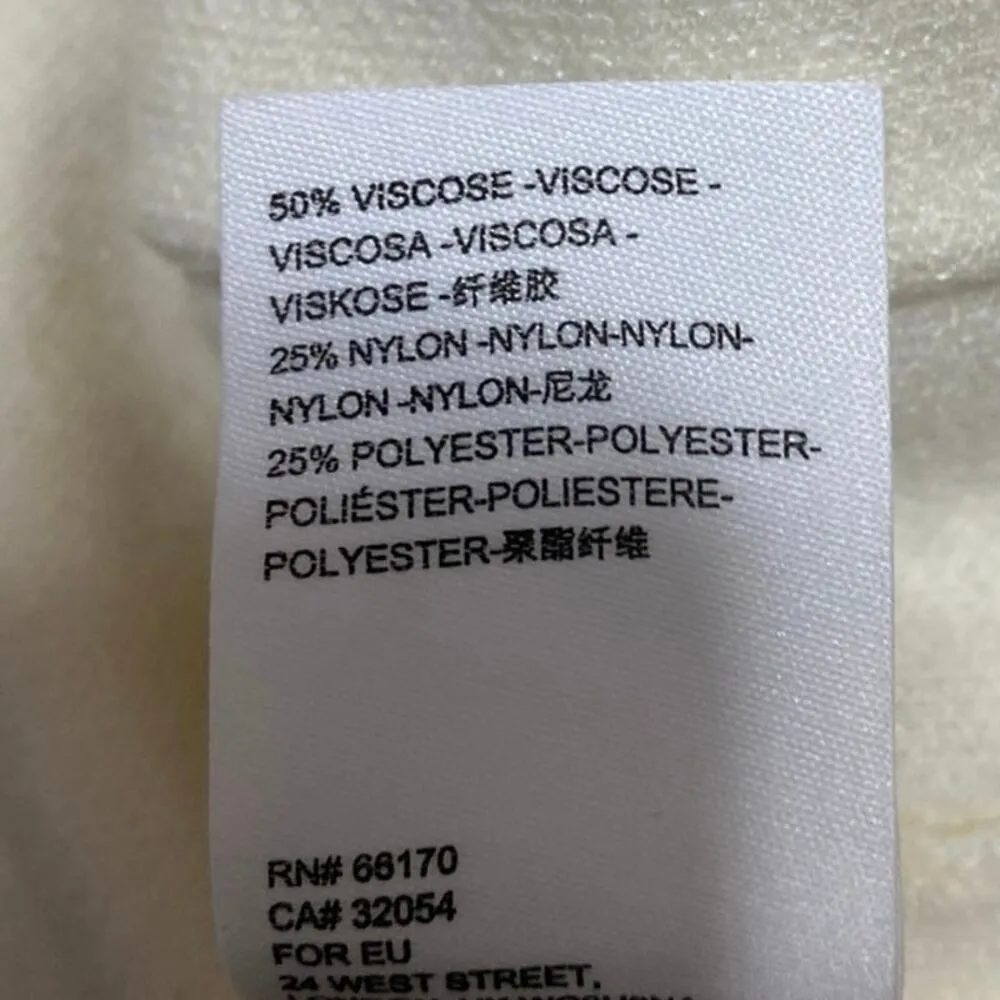 50% VISCOSE -VISCOSE -
VISCOSA -VISCOSA -
VISKOSE -纤维胶
25% NYLON -NYLON-NYLON-
NYLON -NYLON-尼龙
25% POLYESTER-POLYESTER-
POLIÉSTER-POLIESTERE-
POLYESTER-聚酯纤维
RN# 66170
CA# 32054
FOR EU
24 WEST STREET,